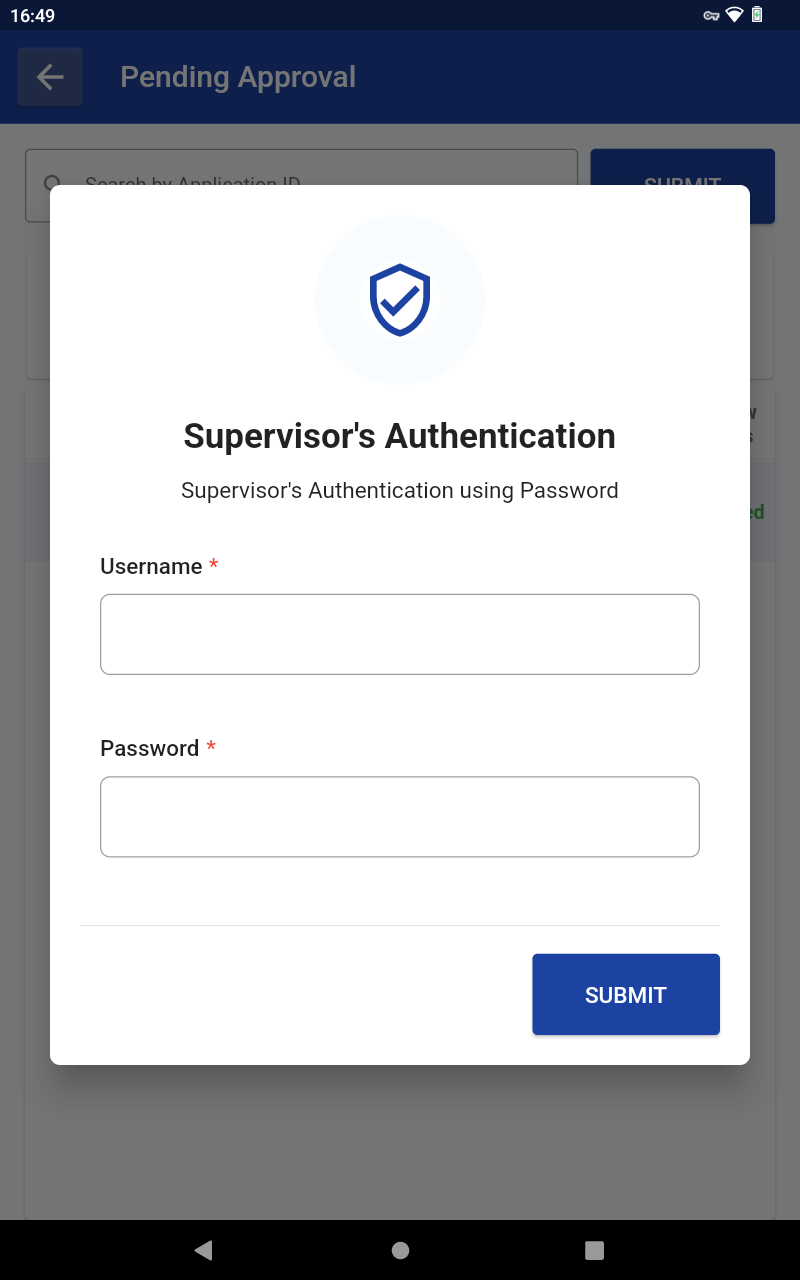 16:49
Pending Approval
Search by Application ID
SUBMIT
Supervisor's Authentication
Supervisor's Authentication using Password
Username *
Password *
SUBMIT